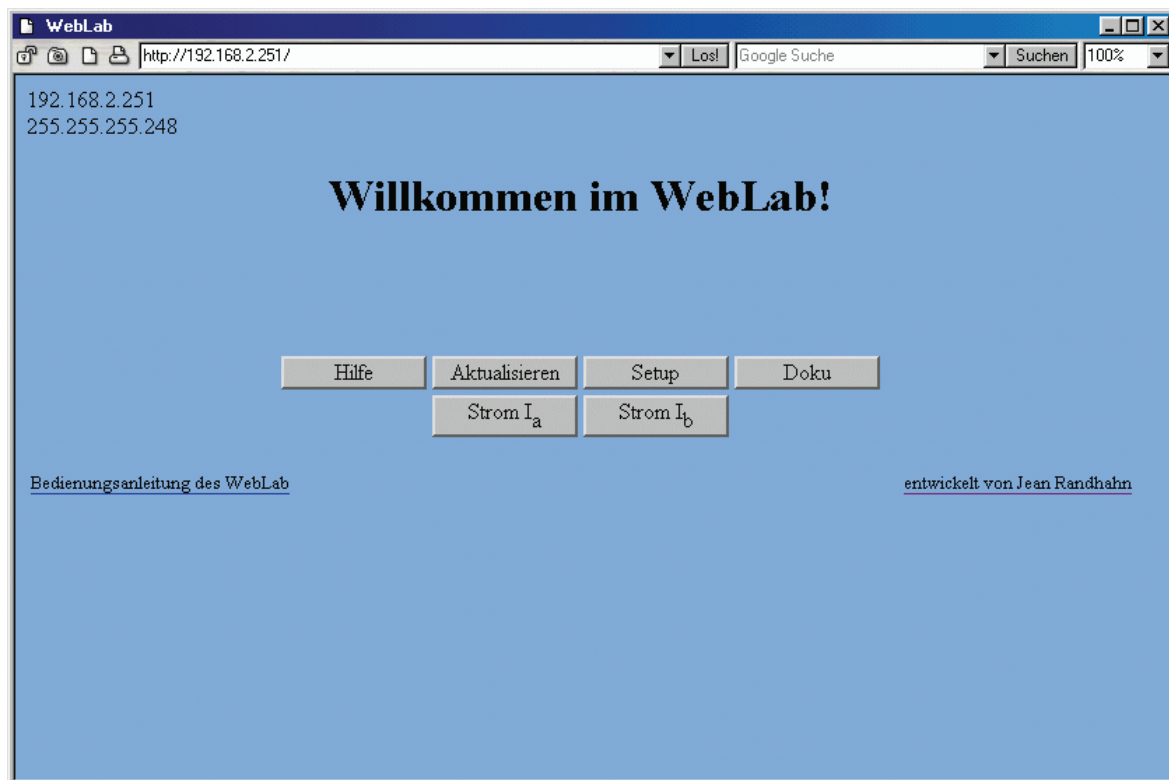 WebLab
http://192.168.2.251/ Los! Google Suche Suchen 100%
192.168.2.251
255.255.255.248
Willkommen im WebLab!
Hilfe Aktualisieren Setup Doku
Strom Ia Strom Ib
Bedienungsanleitung des WebLab entwickelt von Jean Randhahn